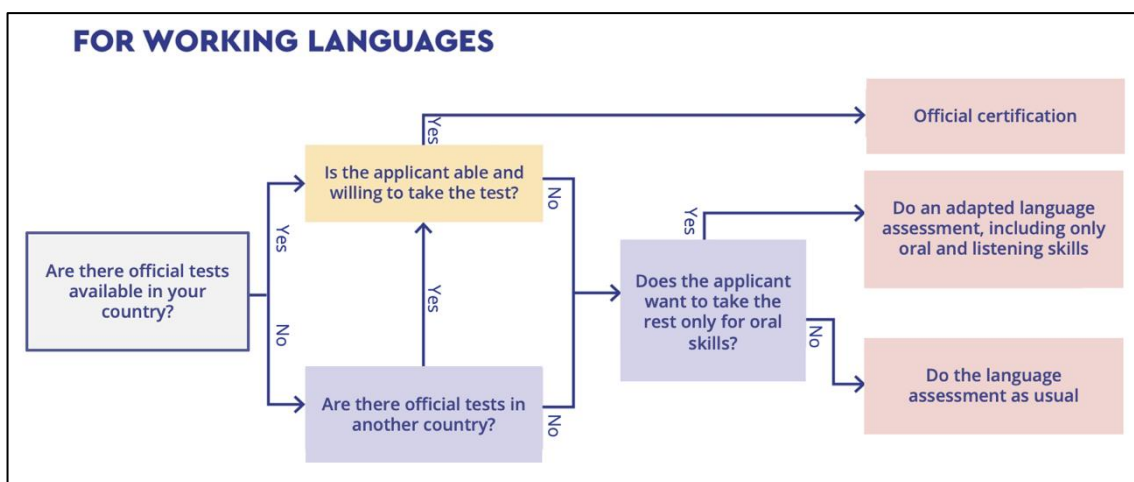 FOR WORKING LANGUAGES
Are there official tests
available in your
country?
Yes
No
Is the applicant able and
willing to take the test?
Yes
No
Yes
Are there official tests in
another country?
No
Does the applicant
want to take the
rest only for oral
skills?
Yes
No
Official certification
Do an adapted language
assessment, including only
oral and listening skills
Do the language
assessment as usual